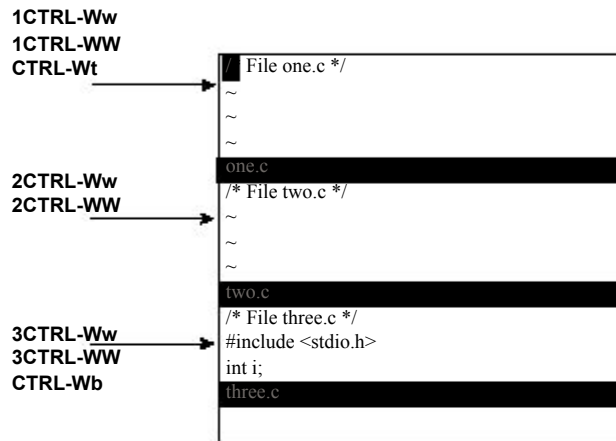 1CTRL-Ww
1CTRL-WW
CTRL-Wt
/* File one.c */
~
~
~
one.c
2CTRL-Ww
2CTRL-WW
/* File two.c */
~
~
~
two.c
3CTRL-Ww
3CTRL-WW
CTRL-Wb
/* File three.c */
#include <stdio.h>
int i;
three.c